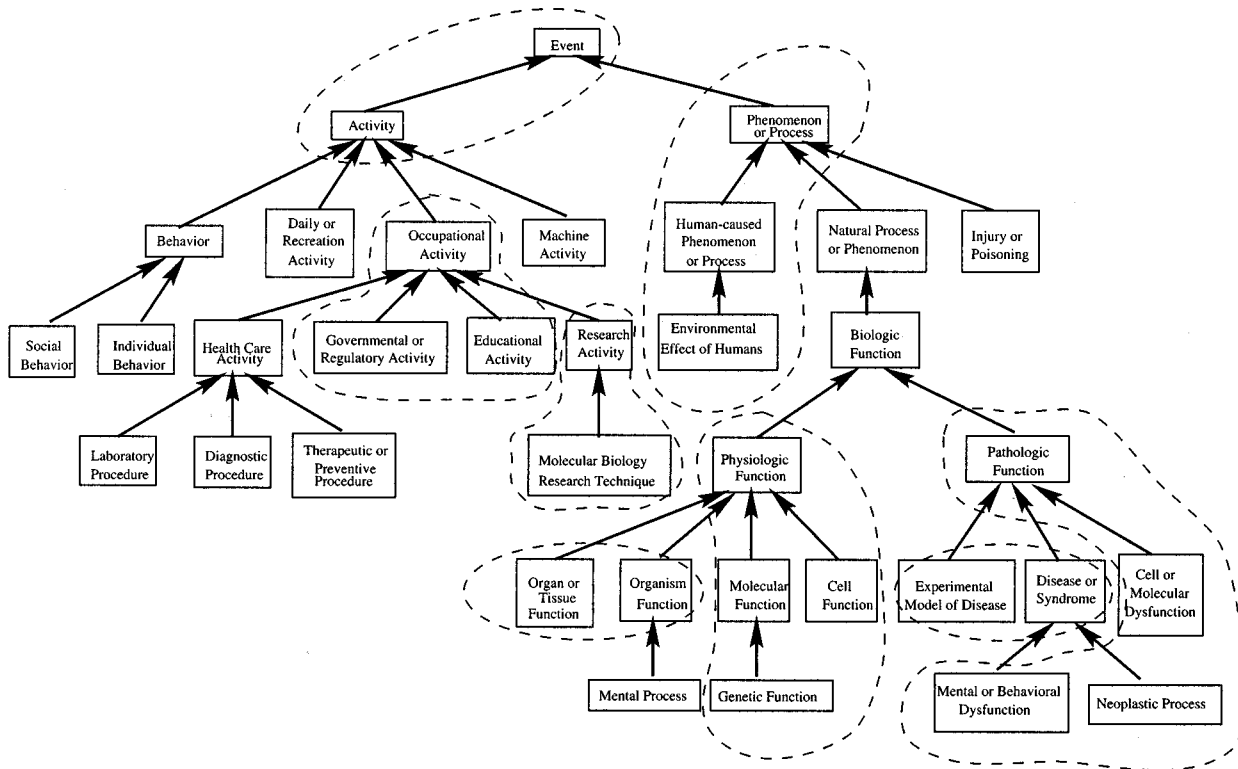 Event
Activity
Phenomenon
or Process
Behavior
Daily or
Recreation
Activity
Occupational
Activity
Machine
Activity
Human-caused
Phenomenon
or Process
Natural Process
or Phenomenon
Injury or
Poisoning
Social
Behavior
Individual
Behavior
Health Care
Activity
Governmental or
Regulatory Activity
Educational
Activity
Research
Activity
Environmental
Effect of Humans
Biologic
Function
Laboratory
Procedure
Diagnostic
Procedure
Therapeutic or
Preventive
Procedure
Molecular Biology
Research Technique
Physiologic
Function
Pathologic
Function
Organ or
Tissue
Function
Organism
Function
Molecular
Function
Cell
Function
Experimental
Model of Disease
Disease or
Syndrome
Cell or
Molecular
Dysfunction
Mental Process
Genetic Function
Mental or Behavioral
Dysfunction
Neoplastic Process